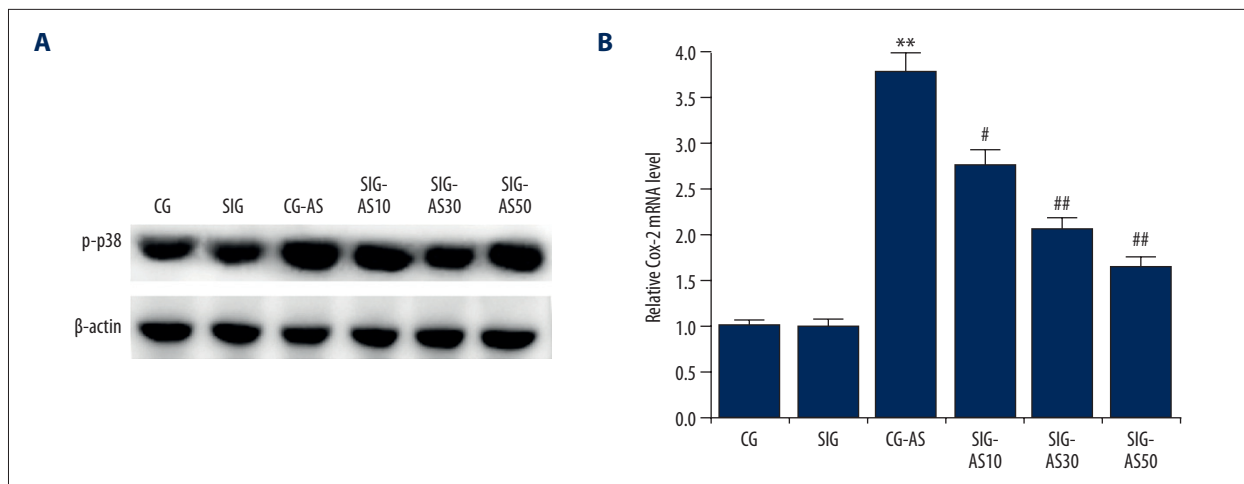 A
CG
SIG
CG-AS
SIG-
AS10
SIG-
AS30
SIG-
AS50
p-p38
β-actin
B
Relative Cox-2 mRNA level
4.0
3.5
3.0
2.5
2.0
1.5
1.0
0.5
0.0
**
#
##
##
CG
SIG
CG-AS
SIG-
AS10
SIG-
AS30
SIG-
AS50